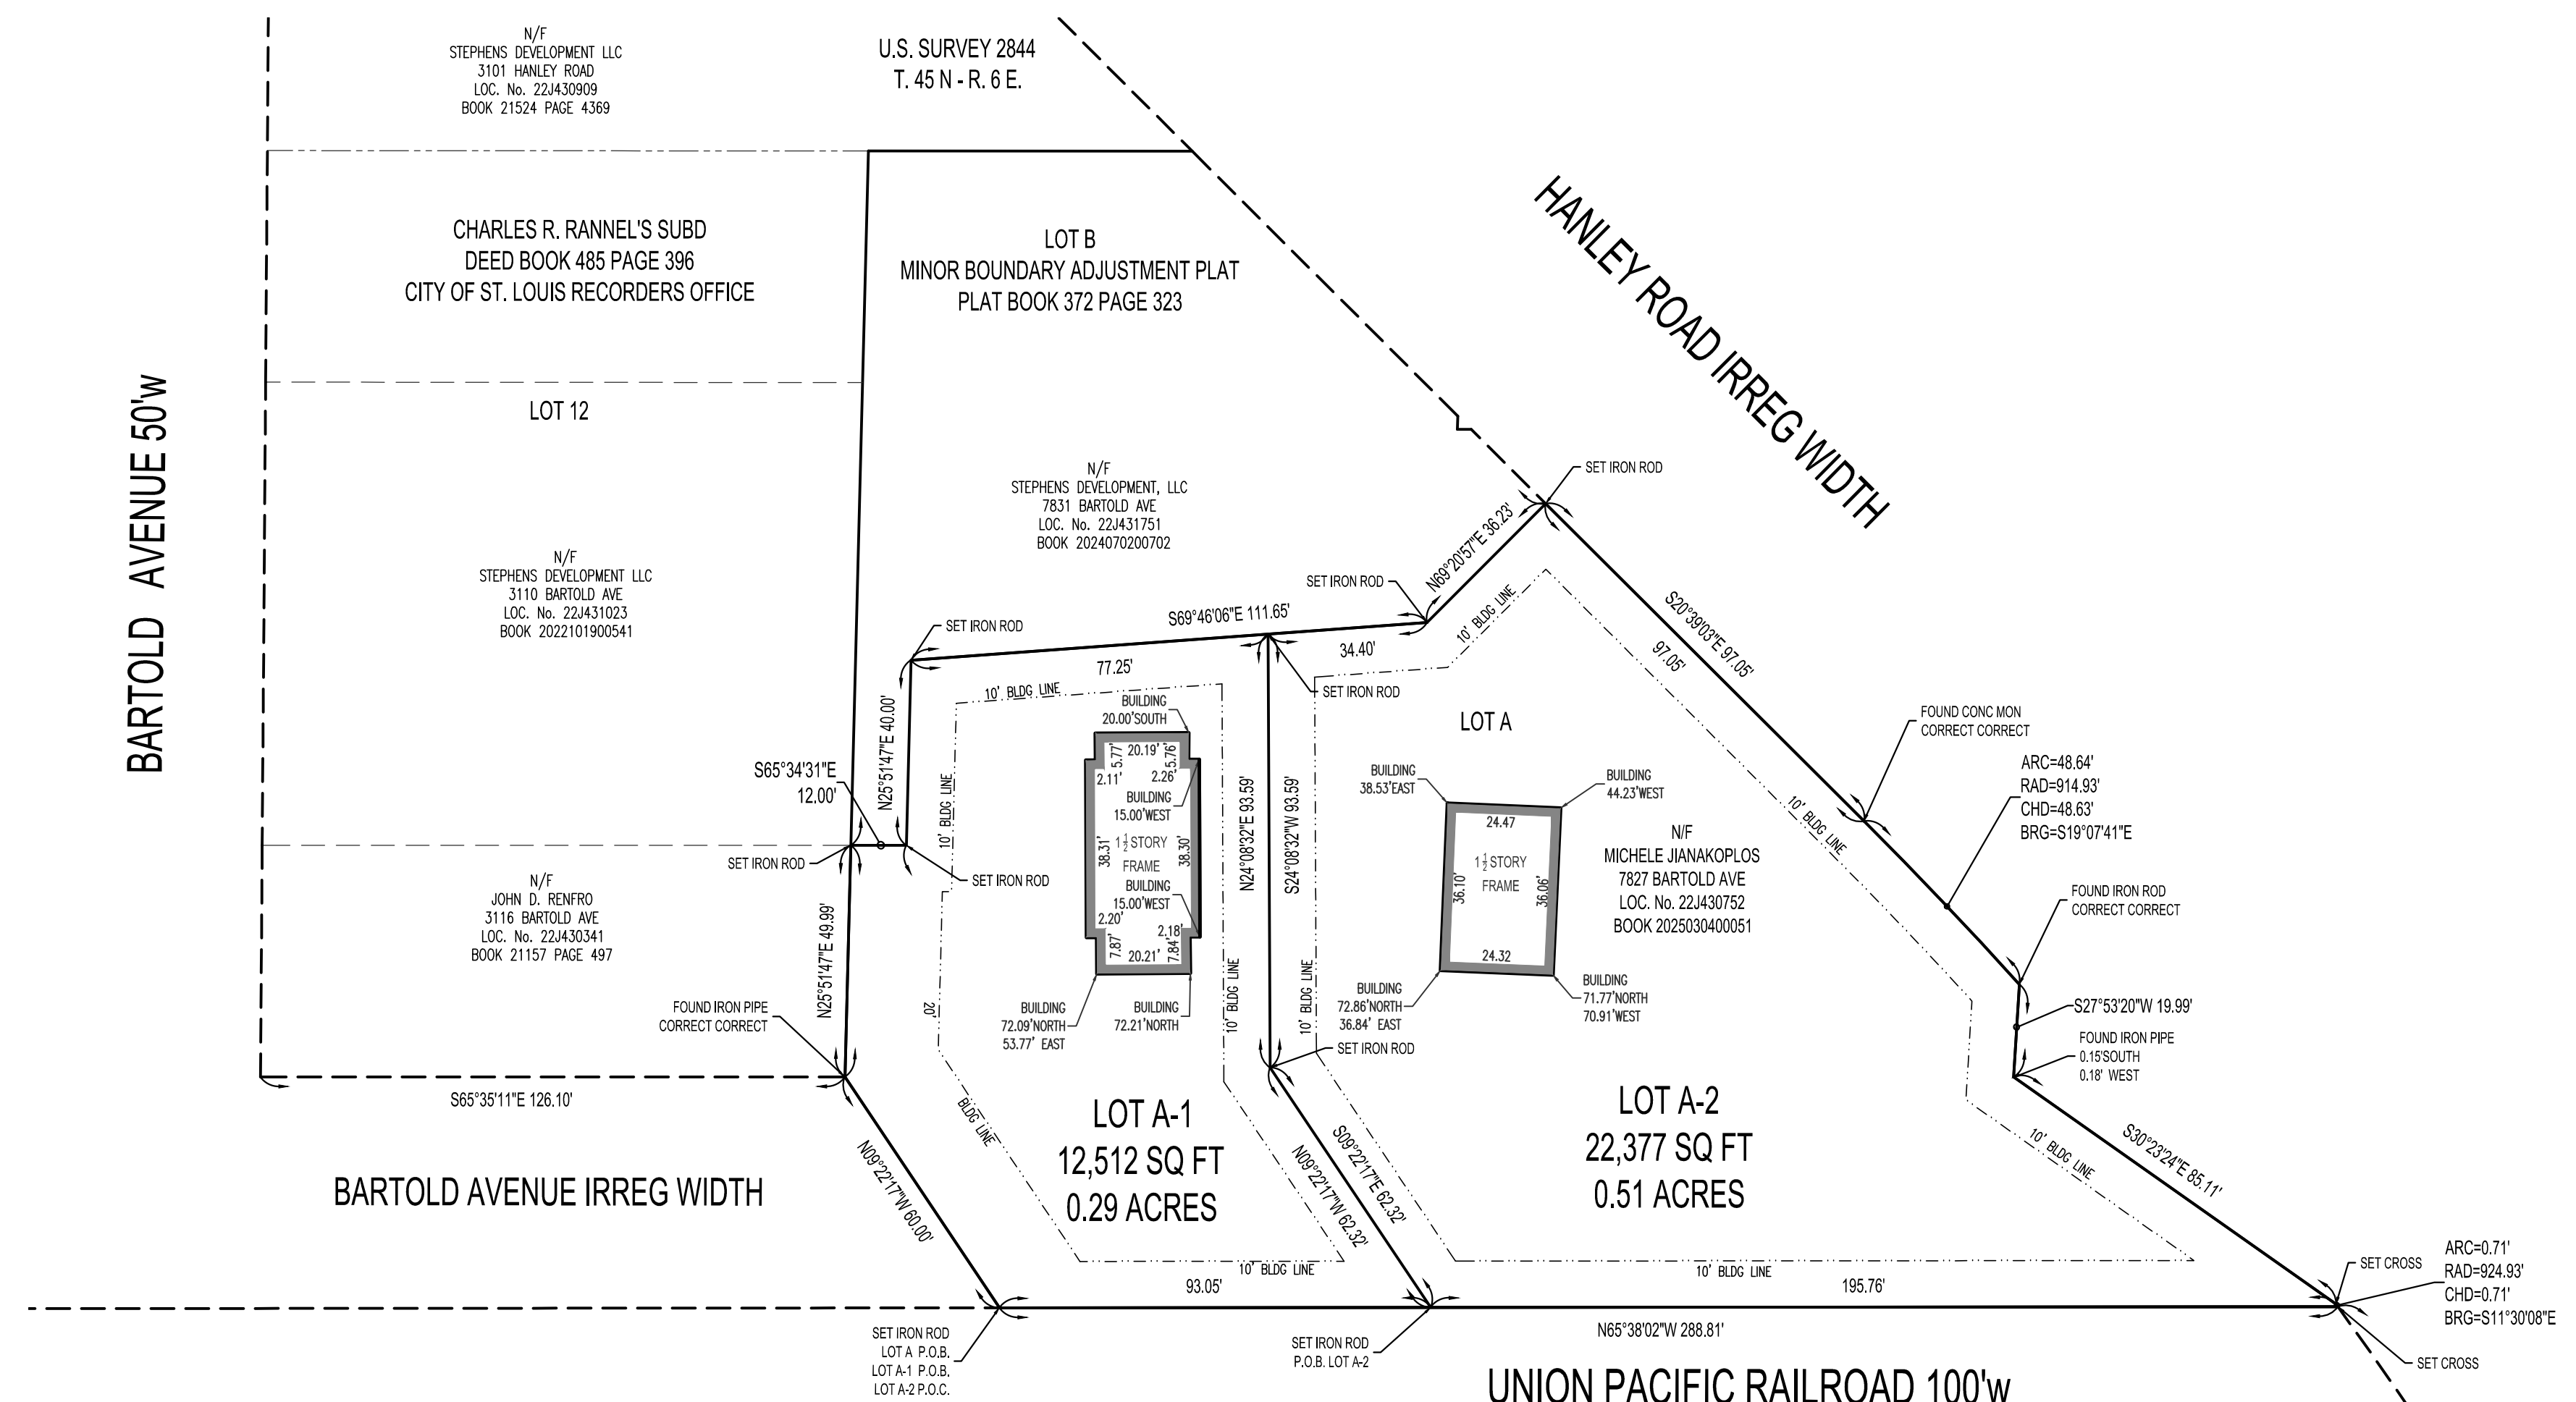 N/F
STEPHENS DEVELOPMENT LLC
3101 HANLEY ROAD
LOC. No. 22J430909
BOOK 21524 PAGE 4369
U.S. SURVEY 2844
T. 45 N - R. 6 E.
CHARLES R. RANNEL'S SUBD
DEED BOOK 485 PAGE 396
CITY OF ST. LOUIS RECORDERS OFFICE
LOT B
MINOR BOUNDARY ADJUSTMENT PLAT
PLAT BOOK 372 PAGE 323
HANLEY ROAD IRREG WIDTH
BARTOLD AVENUE 50'w
LOT 12
N/F
STEPHENS DEVELOPMENT, LLC
7831 BARTOLD AVE
LOC. No. 22J431751
BOOK 2024070200702
SET IRON ROD
N/F
STEPHENS DEVELOPMENT LLC
3110 BARTOLD AVE
LOC. No. 22J431023
BOOK 2022101900541
N69°20'57"E 36.23'
SET IRON ROD
10' BLDG LINE
S69°46'06"E 111.65'
SET IRON ROD
77.25'
34.40'
SET IRON ROD
S20°39'03"E 97.05'
97.05'
10' BLDG LINE
LOT A
FOUND CONC MON
CORRECT CORRECT
N25°51'47"E 40.00'
S65°34'31"E
12.00'
10' BLDG LINE
BUILDING
20.00'SOUTH
5.77'
20.19'
5.76'
2.11'
2.26'
BUILDING
15.00'WEST
38.31'
1 1/2 STORY
FRAME
38.30'
BUILDING
15.00'WEST
2.20'
2.18'
7.87'
20.21'
7.84'
BUILDING
72.09'NORTH
53.77' EAST
BUILDING
72.21'NORTH
N24°08'32"E 93.59'
S24°08'32"W 93.59'
BUILDING
38.53'EAST
BUILDING
44.23'WEST
24.47
1 1/2 STORY
FRAME
36.10'
36.06'
24.32
N/F
MICHELE JIANAKOPLOS
7827 BARTOLD AVE
LOC. No. 22J430752
BOOK 2025030400051
BUILDING
72.86'NORTH
36.84' EAST
BUILDING
71.77'NORTH
70.91'WEST
10' BLDG LINE
ARC=48.64'
RAD=914.93'
CHD=48.63'
BRG=S19°07'41"E
FOUND IRON ROD
CORRECT CORRECT
S27°53'20"W 19.99'
FOUND IRON PIPE
0.15'SOUTH
0.18' WEST
SET IRON ROD
SET IRON ROD
N/F
JOHN D. RENFRO
3116 BARTOLD AVE
LOC. No. 22J430341
BOOK 21157 PAGE 497
N25°51'47"E 49.99'
FOUND IRON PIPE
CORRECT CORRECT
20'
BLDG LINE
10' BLDG LINE
10' BLDG LINE
SET IRON ROD
S65°35'11"E 126.10'
BARTOLD AVENUE IRREG WIDTH
N09°22'17"W 60.00'
LOT A-1
12,512 SQ FT
0.29 ACRES
N09°22'17"W 62.32'
S09°22'17"E 62.32'
LOT A-2
22,377 SQ FT
0.51 ACRES
10' BLDG LINE
S30°23'24"E 85.11'
10' BLDG LINE
10' BLDG LINE
93.05'
195.76'
SET CROSS
ARC=0.71'
RAD=924.93'
CHD=0.71'
BRG=S11°30'08"E
SET IRON ROD
LOT A P.O.B.
LOT A-1 P.O.B.
LOT A-2 P.O.C.
SET IRON ROD
P.O.B. LOT A-2
N65°38'02"W 288.81'
SET CROSS
UNION PACIFIC RAILROAD 100'w